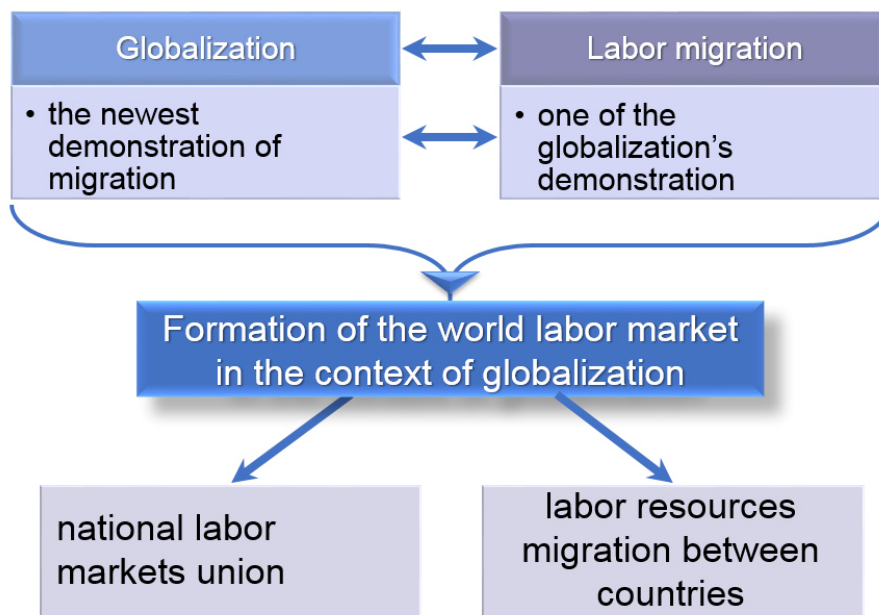 Globalization
Labor migration
• the newest
demonstration of
migration
• one of the
globalization’s
demonstration
Formation of the world labor market
in the context of globalization
national labor
markets union
labor resources
migration between
countries